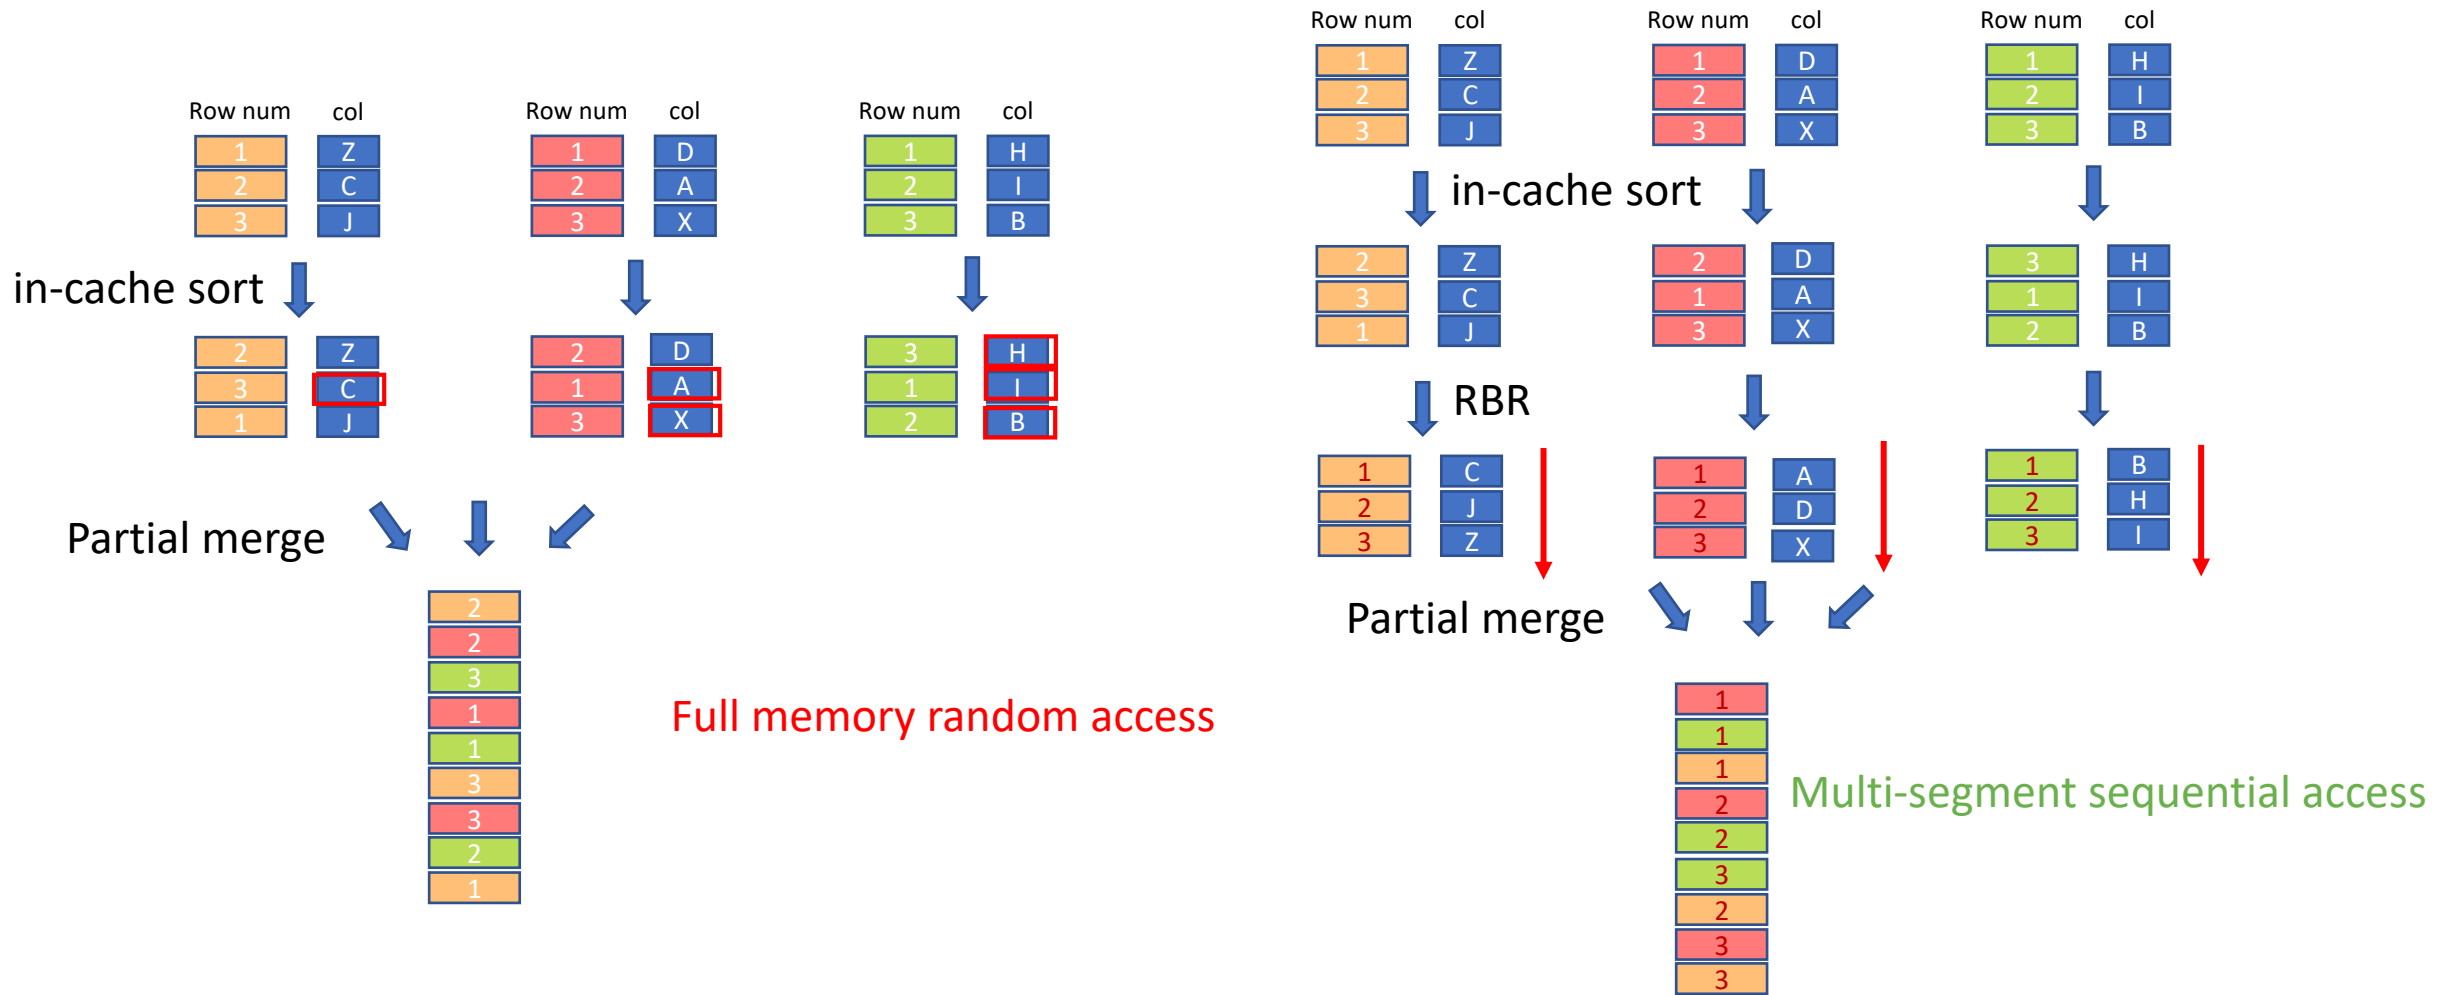 Row num col Row num col Row num col
1 Z 1 D 1 H
2 C 2 A 2 I
3 J 3 X 3 B
in-cache sort
2 Z 2 D 3 H
3 C 1 A 1 I
1 J 3 X 2 B
Partial merge
2
2
3
1
1
3
3
2
1
Full memory random access
Row num col Row num col Row num col
1 Z 1 D 1 H
2 C 2 A 2 I
3 J 3 X 3 B
in-cache sort
2 Z 2 D 3 H
3 C 1 A 1 I
1 J 3 X 2 B
RBR
1 C 1 A 1 B
2 J 2 D 2 H
3 Z 3 X 3 I
Partial merge
1
1
1
2
2
3
2
3
3
Multi-segment sequential access